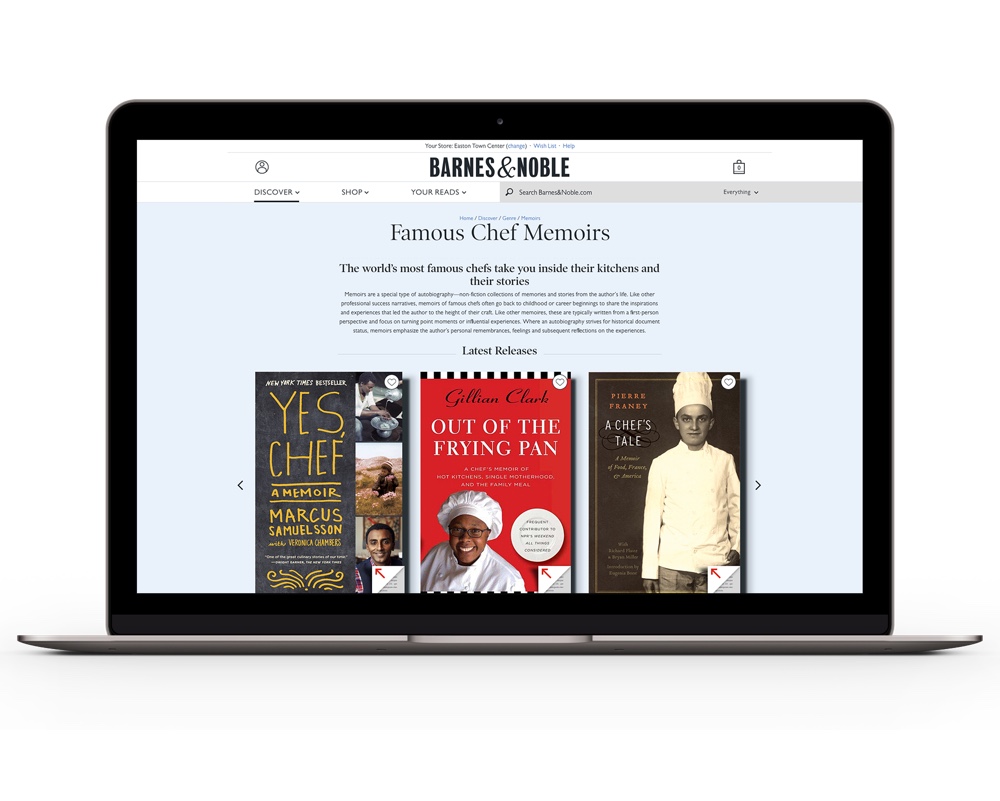 Your Store: Easton Town Center (change) · Wish List · Help
BARNES&NOBLE
0
DISCOVER
SHOP
YOUR READS
Search Barnes&Noble.com
Everything
Home / Discover / Genre / Memoirs
Famous Chef Memoirs
The world's most famous chefs take you inside their kitchens and
their stories
Memoirs are a special type of autobiography—non-fiction collections of memories and stories from the author's life. Like other
professional success narratives, memoirs of famous chefs often go back to childhood or career beginnings to share the inspirations
and experiences that led the author to the height of their craft. Like other memoirs, these are typically written from a first-person
perspective and focus on turning point moments or influential experiences. Where an autobiography strives for historical document
status, memoirs emphasize the author's personal remembrances, feelings and subsequent reflections on the experiences.
Latest Releases
NEW YORK TIMES BESTSELLER
YES,
CHEF
A MEMOIR
MARCUS
SAMUELSSON
with VERONICA CHAMBERS
"One of the great culinary stories of our time."
—DWIGHT GARNER, THE NEW YORK TIMES
Gillian Clark
OUT OF THE
FRYING PAN
A CHEF'S MEMOIR OF
HOT KITCHENS, SINGLE MOTHERHOOD,
AND THE FAMILY MEAL
FREQUENT
CONTRIBUTOR TO
NPR'S WEEKEND
ALL THINGS
CONSIDERED
PIERRE
FRANEY
A CHEF'S
TALE
A Memoir
of Food, France,
& America
With
Richard Flaste
& Bryan Miller
Introduction by